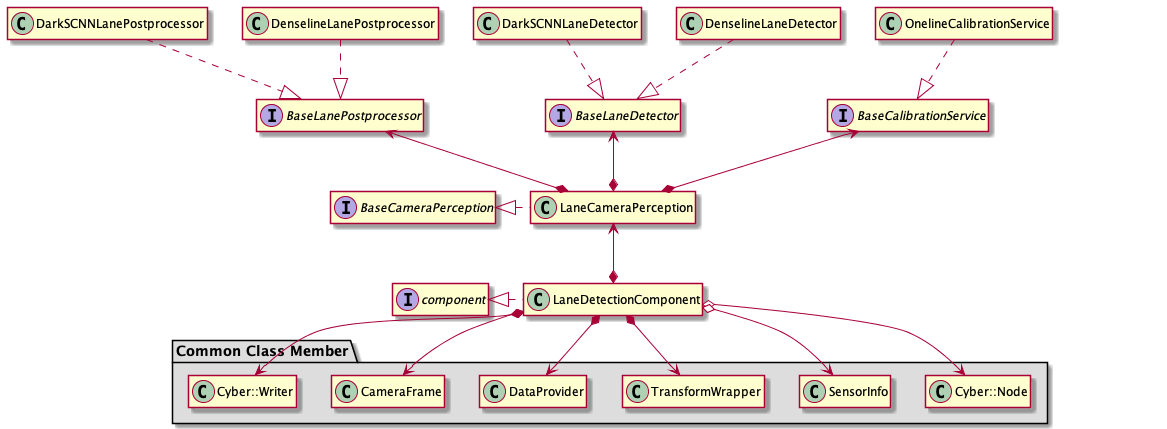 C DarkSCNNLanePostprocessor
C DenselineLanePostprocessor
C DarkSCNNLaneDetector
C DenselineLaneDetector
C OnelineCalibrationService
I BaseLanePostprocessor
I BaseLaneDetector
I BaseCalibrationService
I BaseCameraPerception
C LaneCameraPerception
I component
C LaneDetectionComponent
Common Class Member
C Cyber::Writer
C CameraFrame
C DataProvider
C TransformWrapper
C SensorInfo
C Cyber::Node